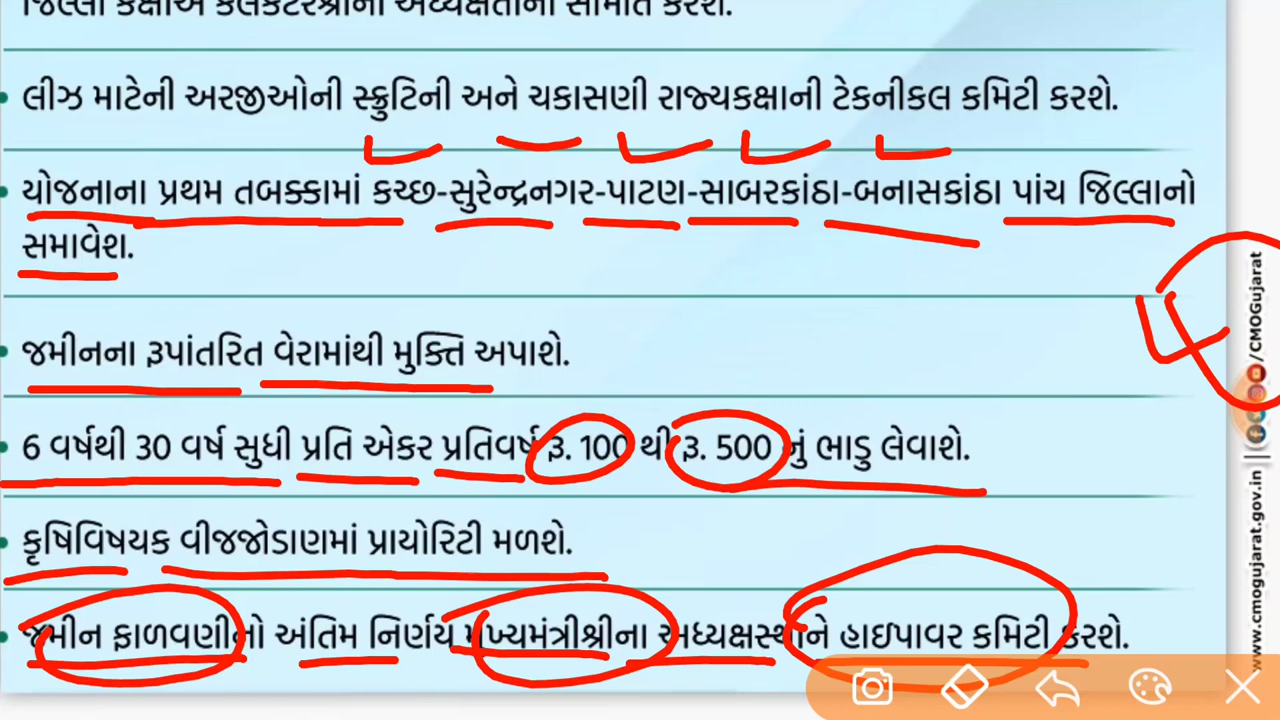 જિલ્લા કક્ષાએ કલેકટરશ્રીની અધ્યક્ષતાની સમિતિ કરશે.
• લીઝ માટેની અરજીઓની સ્ક્રુટિની અને ચકાસણી રાજ્યકક્ષાની ટેકનીકલ કમિટી કરશે.
• યોજનાના પ્રથમ તબક્કામાં કચ્છ-સુરેન્દ્રનગર-પાટણ-સાબરકાંઠા-બનાસકાંઠા પાંચ જિલ્લાનો
સમાવેશ.
• જમીનના રૂપાંતરિત વેરામાંથી મુક્તિ અપાશે.
• 6 વર્ષથી 30 વર્ષ સુધી પ્રતિ એકર પ્રતિવર્ષ રૂ. 100 થી રૂ. 500 નું ભાડુ લેવાશે.
• કૃષિવિષયક વીજજોડાણમાં પ્રાયોરિટી મળશે.
• જમીન ફાળવણીનો અંતિમ નિર્ણય મુખ્યમંત્રીશ્રીના અધ્યક્ષસ્થાને હાઇપાવર કમિટી કરશે.
www.cmogujarat.gov.in || /CMOGujarat